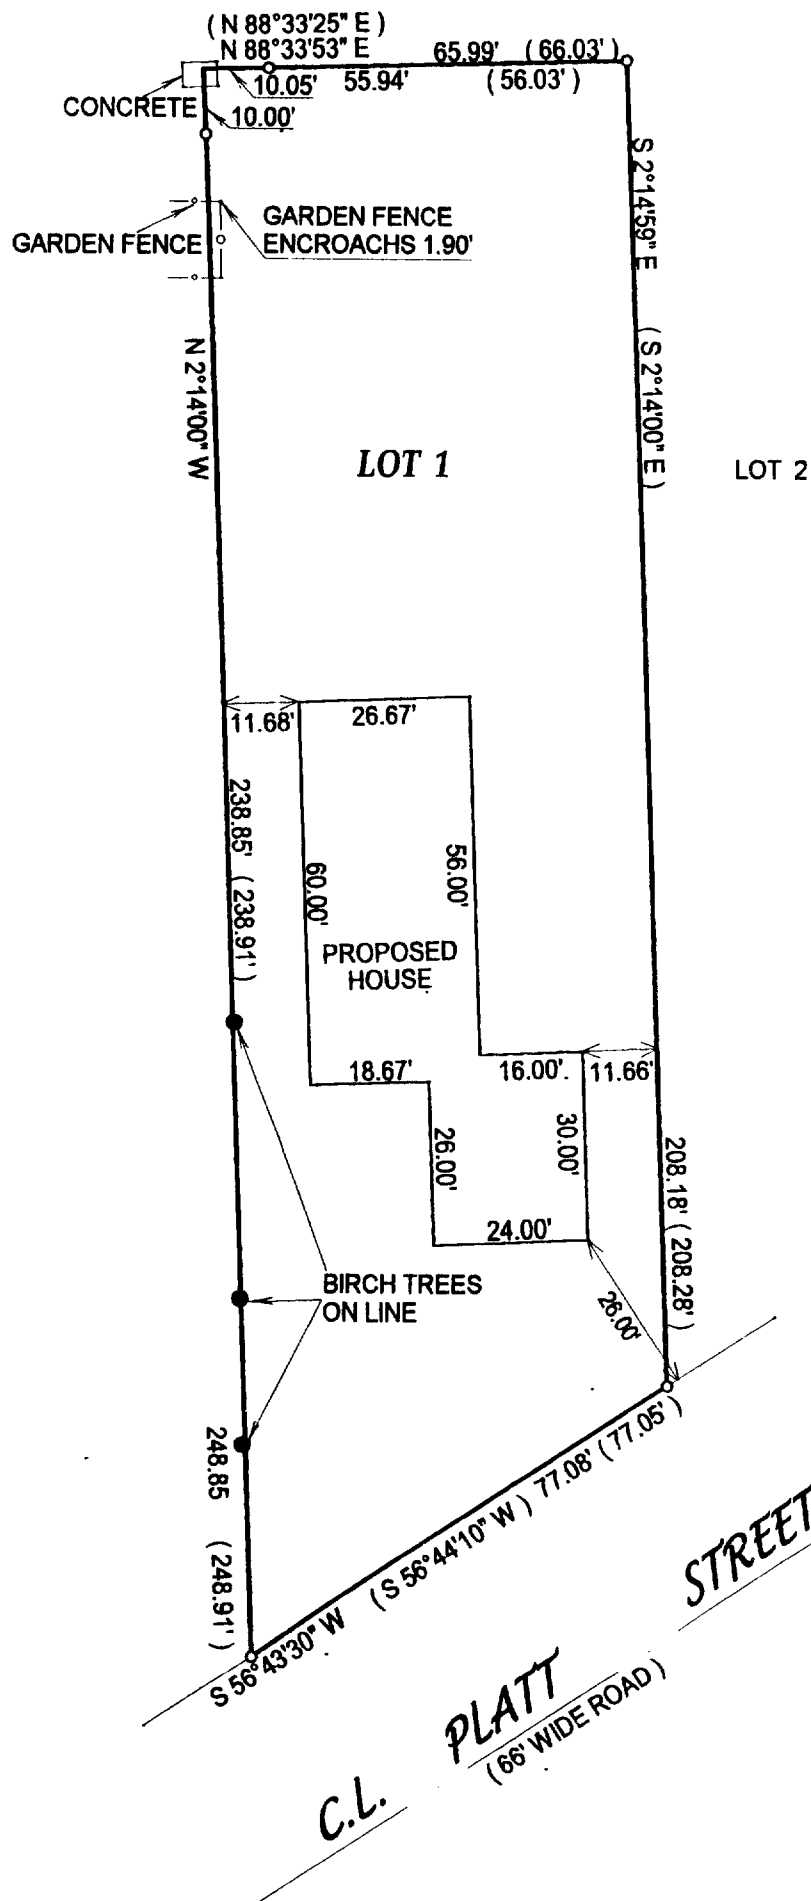 ( N 88°33'25" E )
N 88°33'53" E 65.99' ( 66.03' )
10.05' 55.94' ( 56.03' )
CONCRETE 10.00'
S 2°14'59" E ( S 2°14'00" E )
GARDEN FENCE
ENCROACHS 1.90'
GARDEN FENCE
N 2°14'00" W
LOT 1
LOT 2
11.68' 26.67'
238.85' ( 238.91' )
60.00'
56.00'
PROPOSED
HOUSE
18.67' 16.00'. 11.66'
26.00'
30.00'
208.18' ( 208.28' )
24.00'
26.00'
BIRCH TREES
ON LINE
248.85 ( 248.91' )
S 56°43'30" W ( S 56°44'10" W ) 77.08' ( 77.05' )
C.L. PLATT STREET
( 66' WIDE ROAD )